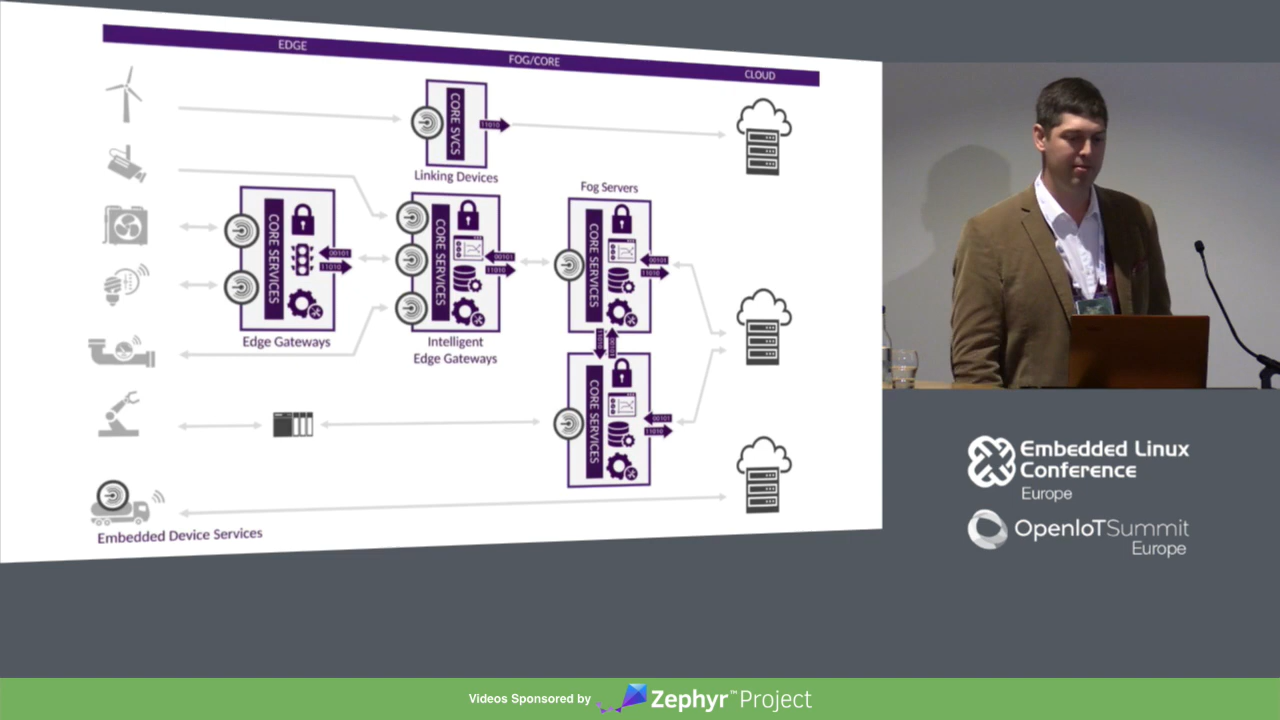 EDGE
FOG/CORE
CLOUD
CORE SVCS
11010
Linking Devices
Fog Servers
CORE SERVICES
00101
11010
Edge Gateways
CORE SERVICES
00101
11010
Intelligent
Edge Gateways
CORE SERVICES
00101
11010
CORE SERVICES
00101
11010
Embedded Device Services
Embedded Linux
Conference
Europe
OpenIoTSummit
Europe
Videos Sponsored by
Zephyr™Project